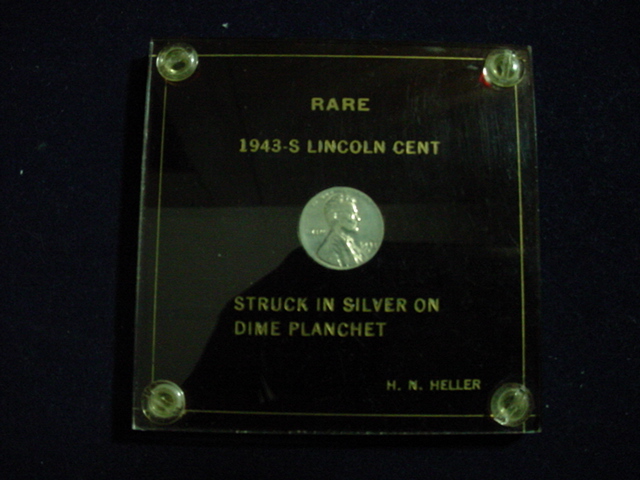 RARE
1943-S LINCOLN CENT
STRUCK IN SILVER ON
DIME PLANCHET
H. N. HELLER